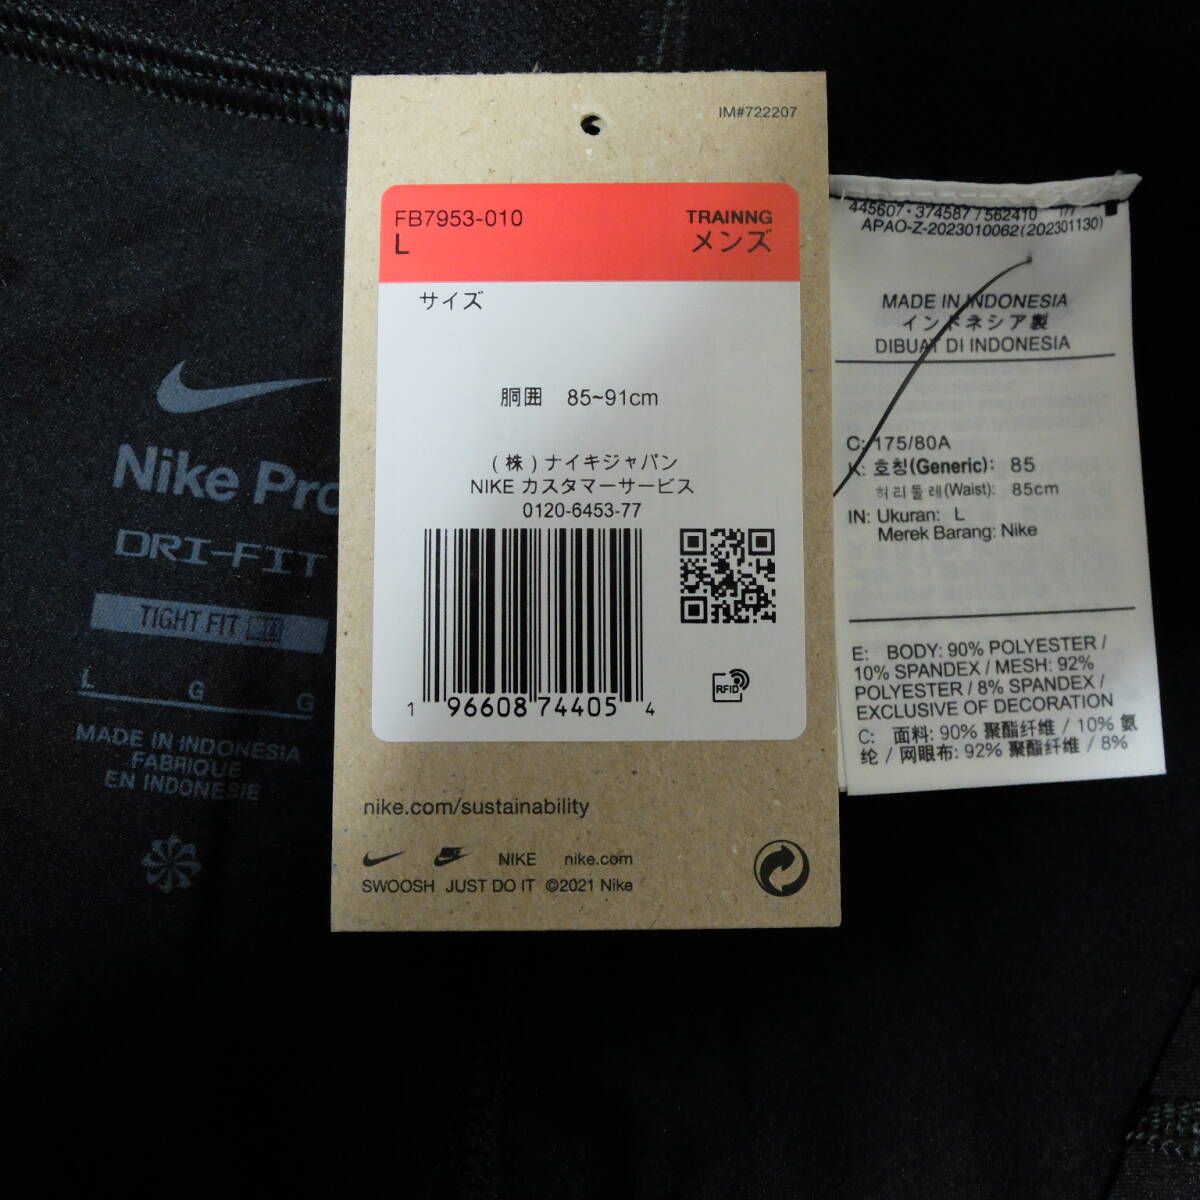 IM#722207
FB7953-010
L
TRAINNG
メンズ
サイズ
胴囲 85~91cm
(株)ナイキジャパン
NIKE カスタマーサービス
0120-6453-77
1 96608 74405 4
RFID
nike.com/sustainability
NIKE nike.com
SWOOSH JUST DO IT ©2021 Nike
Nike Pro
DRI-FIT
TIGHT FIT
L G G
MADE IN INDONESIA
FABRIQUÉ
EN INDONESIE
445607・374587 / 562410 177
APAO-Z-2023010062(202301130)
MADE IN INDONESIA
インドネシア製
DIBUAT DI INDONESIA
C: 175/80A
K: 호칭(Generic): 85
허리둘레(Waist): 85cm
IN: Ukuran: L
Merek Barang: Nike
E: BODY: 90% POLYESTER /
10% SPANDEX / MESH: 92%
POLYESTER / 8% SPANDEX /
EXCLUSIVE OF DECORATION
C: 面料: 90% 聚酯纤维 / 10% 氨
纶 / 网眼布: 92% 聚酯纤维 / 8%